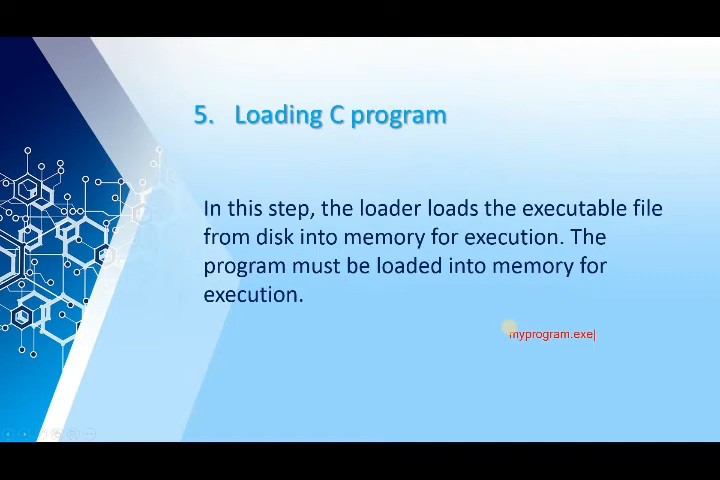 5. Loading C program
In this step, the loader loads the executable file
from disk into memory for execution. The
program must be loaded into memory for
execution.
myprogram.exe